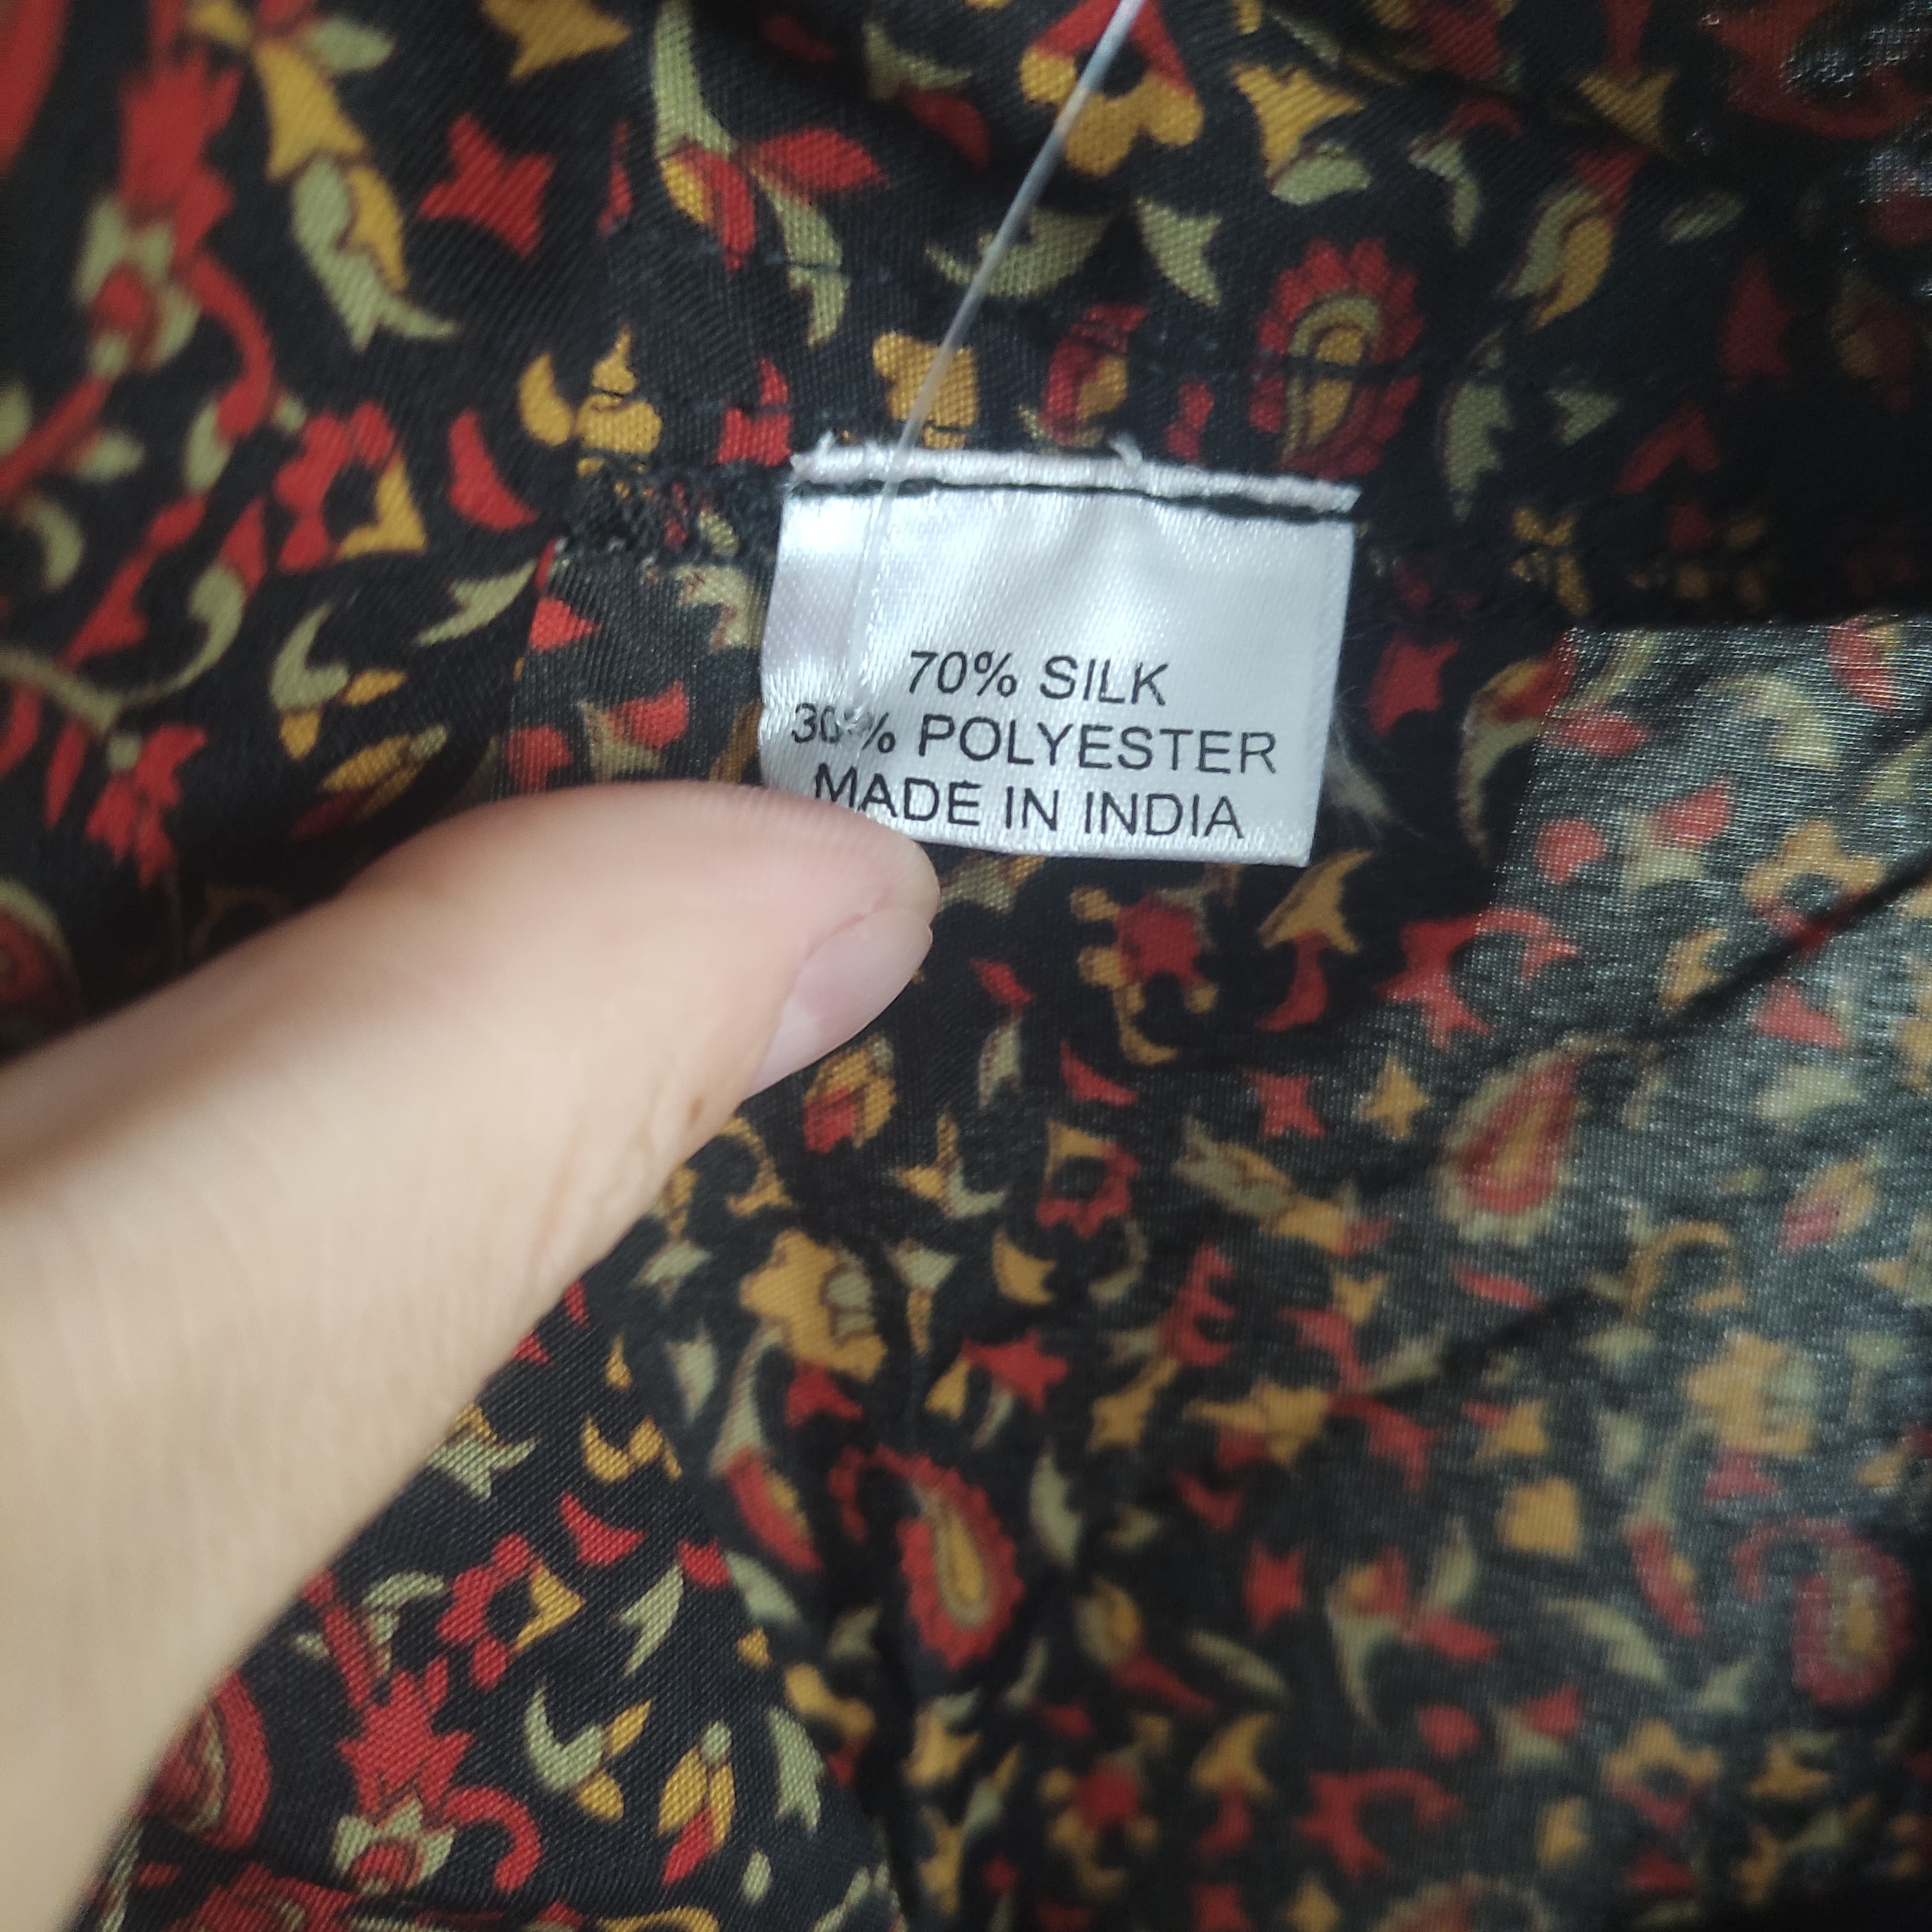 70% SILK
30% POLYESTER
MADE IN INDIA